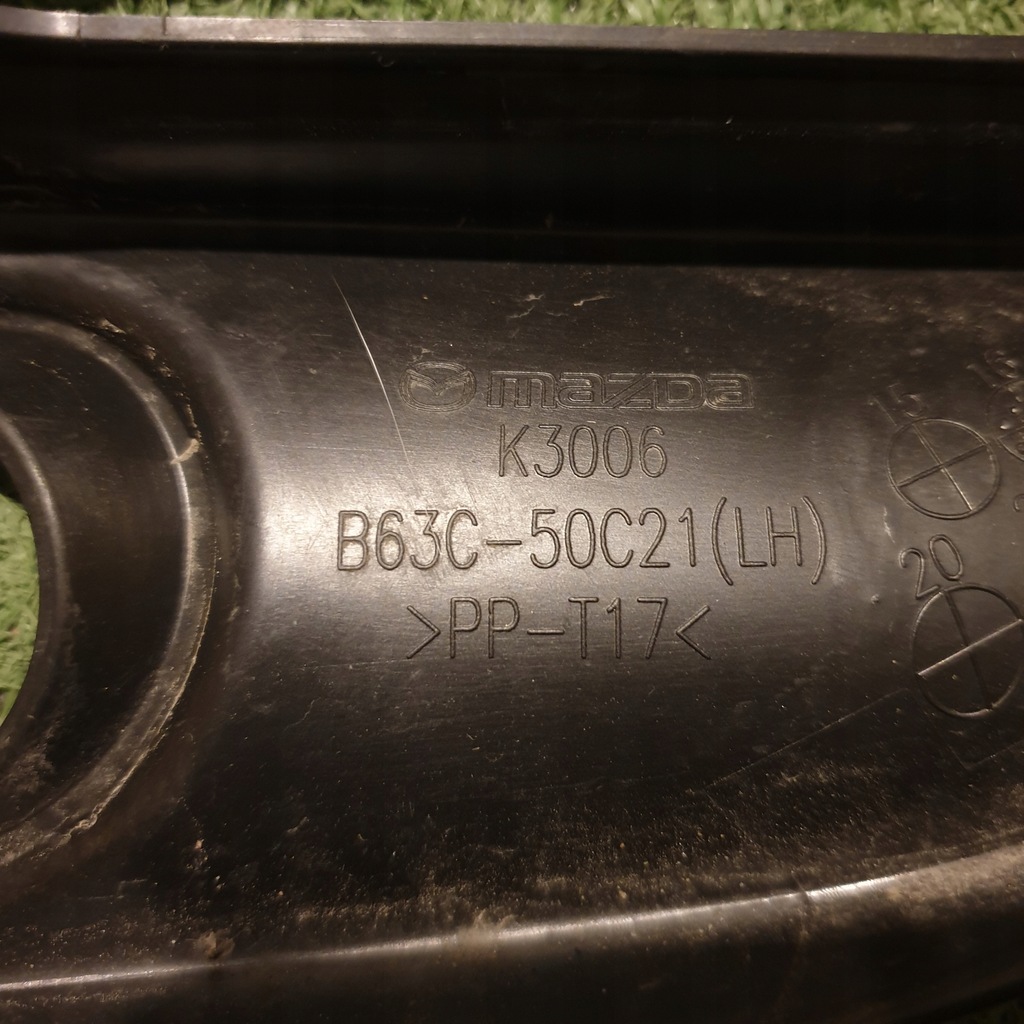 mazda
K3006
B63C-50C21(LH)
>PP-T17<
15
20